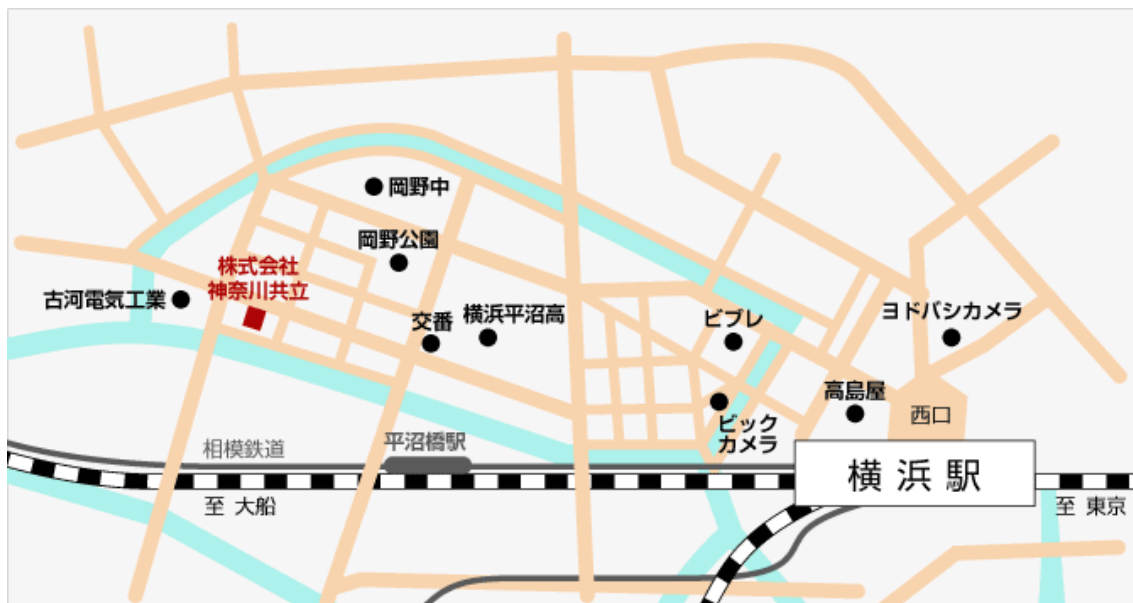 岡野中
岡野公園
株式会社
神奈川共立
古河電気工業
交番
横浜平沼高
ビブレ
ヨドバシカメラ
高島屋
西口
ビック
カメラ
相模鉄道
平沼橋駅
横浜駅
至 大船
至 東京